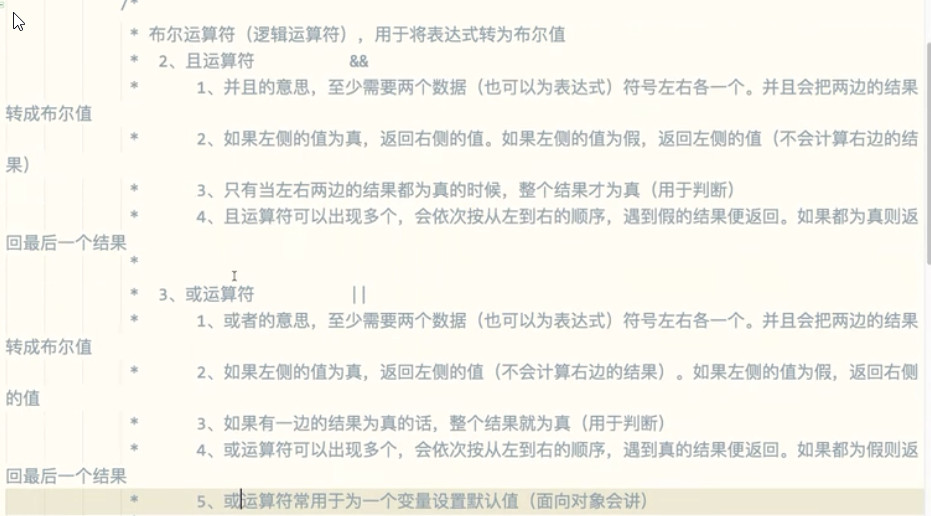 /*
* 布尔运算符（逻辑运算符），用于将表达式转为布尔值
* 2、且运算符 &&
* 1、并且的意思，至少需要两个数据（也可以为表达式）符号左右各一个。并且会把两边的结果
转成布尔值
* 2、如果左侧的值为真，返回右侧的值。如果左侧的值为假，返回左侧的值（不会计算右边的结
果）
* 3、只有当左右两边的结果都为真的时候，整个结果才为真（用于判断）
* 4、且运算符可以出现多个，会依次按从左到右的顺序，遇到假的结果便返回。如果都为真则返
回最后一个结果
*
* 3、或运算符 ||
* 1、或者的意思，至少需要两个数据（也可以为表达式）符号左右各一个。并且会把两边的结果
转成布尔值
* 2、如果左侧的值为真，返回左侧的值（不会计算右边的结果）。如果左侧的值为假，返回右侧
的值
* 3、如果有一边的结果为真的话，整个结果就为真（用于判断）
* 4、或运算符可以出现多个，会依次按从左到右的顺序，遇到真的结果便返回。如果都为假则返
回最后一个结果
* 5、或运算符常用于为一个变量设置默认值（面向对象会讲）